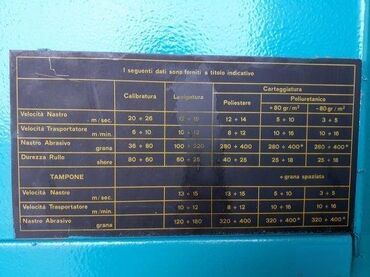 I seguenti dati sono forniti a titolo indicativo
Carteggiatura
Calibratura Levigatura Poliestere Poliuretanico
+80 gr/m² -80 gr/m²
Velocità Nastro m/sec. 20 ÷ 26 12 ÷ 14 5 ÷ 10 3 ÷ 5
Velocità Trasportatore m/min. 6 ÷ 10 10 ÷ 12 8 ÷ 12 10 ÷ 16 10 ÷ 16
Nastro Abrasivo grana 36 ÷ 80 100 ÷ 220 280 ÷ 400 280 ÷ 400* 280 ÷ 400*
Durezza Rullo shore 80 ÷ 60 60 ÷ 25 40 ÷ 25 25 ÷ 18 25 ÷ 18
TAMPONE + grana spaziata
Velocità Nastro m/sec. 13 ÷ 15 13 ÷ 15 5 ÷ 10 3 ÷ 5
Velocità Trasportatore m/min. 10 ÷ 12 8 ÷ 12 10 ÷ 16 10 ÷ 16
Nastro Abrasivo grana 120 ÷ 180 320 ÷ 400 320 ÷ 400* 320 ÷ 400*